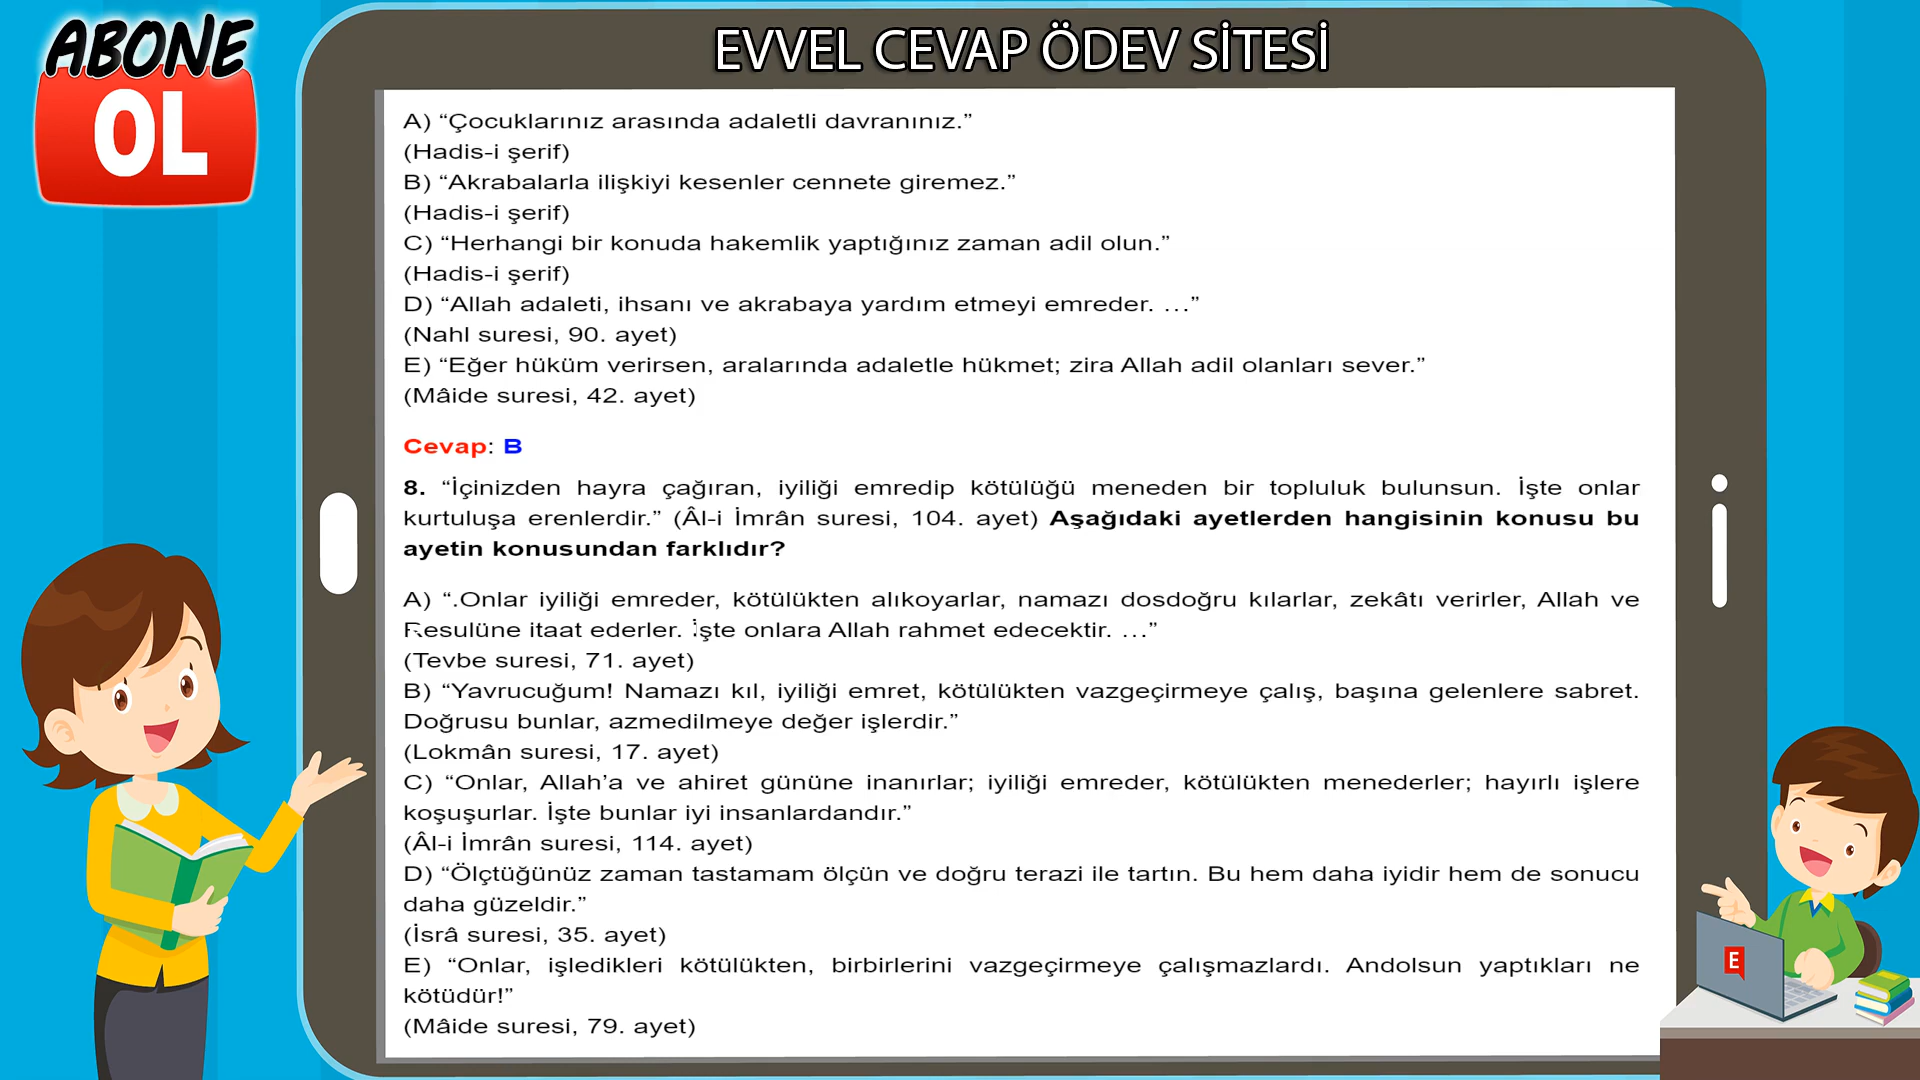 ABONE
OL
EVVEL CEVAP ÖDEV SİTESİ
A) “Çocuklarınız arasında adaletli davranınız.”
(Hadis-i şerif)
B) “Akrabalarla ilişkiyi kesenler cennete giremez.”
(Hadis-i şerif)
C) “Herhangi bir konuda hakemlik yaptığınız zaman adil olun.”
(Hadis-i şerif)
D) “Allah adaleti, ihsanı ve akrabaya yardım etmeyi emreder. …”
(Nahl suresi, 90. ayet)
E) “Eğer hüküm verirsen, aralarında adaletle hükmet; zira Allah adil olanları sever.”
(Mâide suresi, 42. ayet)
Cevap: B
8. “İçinizden hayra çağıran, iyiliği emredip kötülüğü meneden bir topluluk bulunsun. İşte onlar
kurtuluşa erenlerdir.” (Âl-i İmrân suresi, 104. ayet) Aşağıdaki ayetlerden hangisinin konusu bu
ayetin konusundan farklıdır?
A) “.Onlar iyiliği emreder, kötülükten alıkoyarlar, namazı dosdoğru kılarlar, zekâtı verirler, Allah ve
Resulüne itaat ederler. İşte onlara Allah rahmet edecektir. …”
(Tevbe suresi, 71. ayet)
B) “Yavrucuğum! Namazı kıl, iyiliği emret, kötülükten vazgeçirmeye çalış, başına gelenlere sabret.
Doğrusu bunlar, azmedilmeye değer işlerdir.”
(Lokmân suresi, 17. ayet)
C) “Onlar, Allah’a ve ahiret gününe inanırlar; iyiliği emreder, kötülükten menederler; hayırlı işlere
koşuşurlar. İşte bunlar iyi insanlardandır.”
(Âl-i İmrân suresi, 114. ayet)
D) “Ölçtüğünüz zaman tastamam ölçün ve doğru terazi ile tartın. Bu hem daha iyidir hem de sonucu
daha güzeldir.”
(İsrâ suresi, 35. ayet)
E) “Onlar, işledikleri kötülükten, birbirlerini vazgeçirmeye çalışmazlardı. Andolsun yaptıkları ne
kötüdür!”
(Mâide suresi, 79. ayet)
E